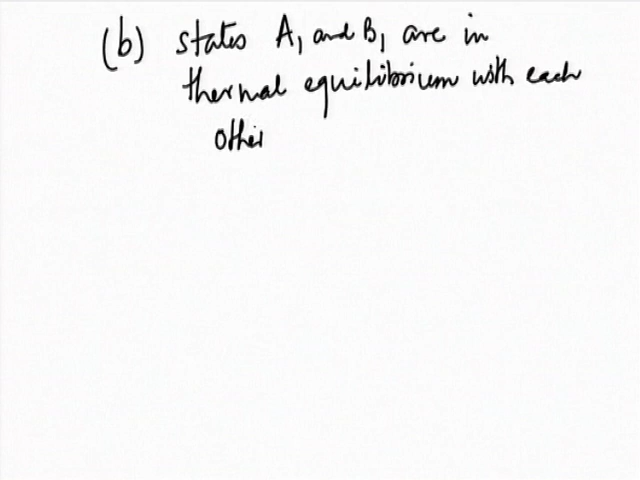 (b) states A₁ and B₁ are in
thermal equilibrium with each
other